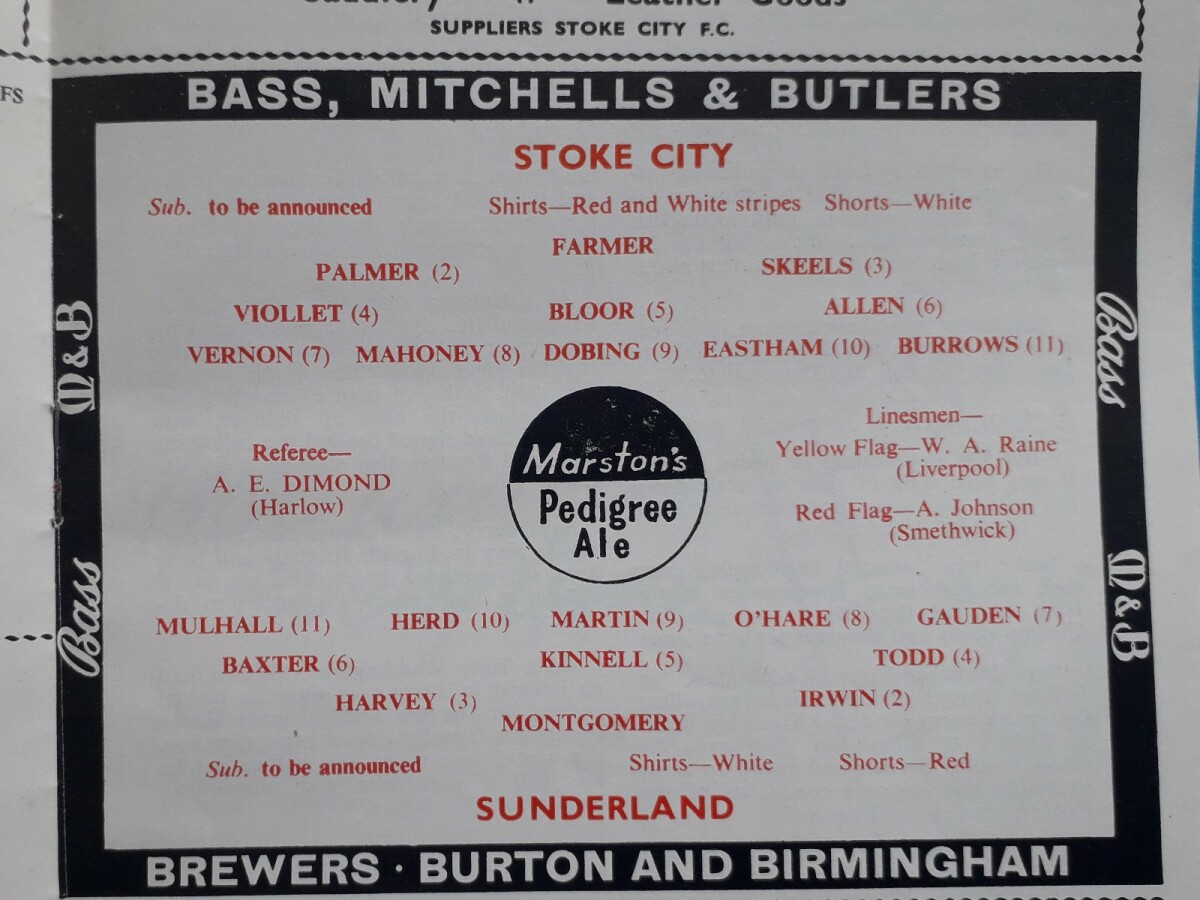 SUPPLIERS STOKE CITY F.C.
FS
BASS, MITCHELLS & BUTLERS
STOKE CITY
Sub. to be announced Shirts—Red and White stripes Shorts—White
FARMER
PALMER (2) SKEELS (3)
VIOLLET (4) BLOOR (5) ALLEN (6)
VERNON (7) MAHONEY (8) DOBING (9) EASTHAM (10) BURROWS (11)
M & B
Bass
Bass
M & B
Referee—
A. E. DIMOND
(Harlow)
Marston's
Pedigree
Ale
Linesmen—
Yellow Flag—W. A. Raine
(Liverpool)
Red Flag—A. Johnson
(Smethwick)
MULHALL (11) HERD (10) MARTIN (9) O'HARE (8) GAUDEN (7)
BAXTER (6) KINNELL (5) TODD (4)
HARVEY (3) IRWIN (2)
MONTGOMERY
Sub. to be announced Shirts—White Shorts—Red
SUNDERLAND
BREWERS · BURTON AND BIRMINGHAM